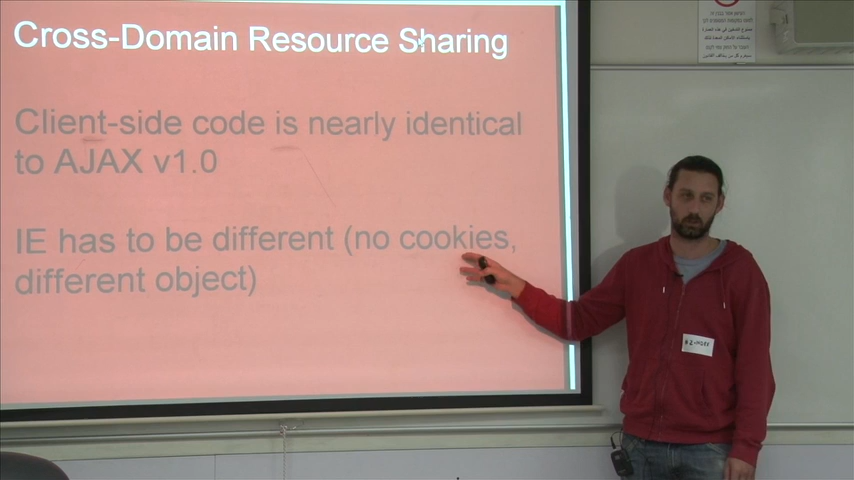 Cross-Domain Resource Sharing
Client-side code is nearly identical
to AJAX v1.0
IE has to be different (no cookies,
different object)